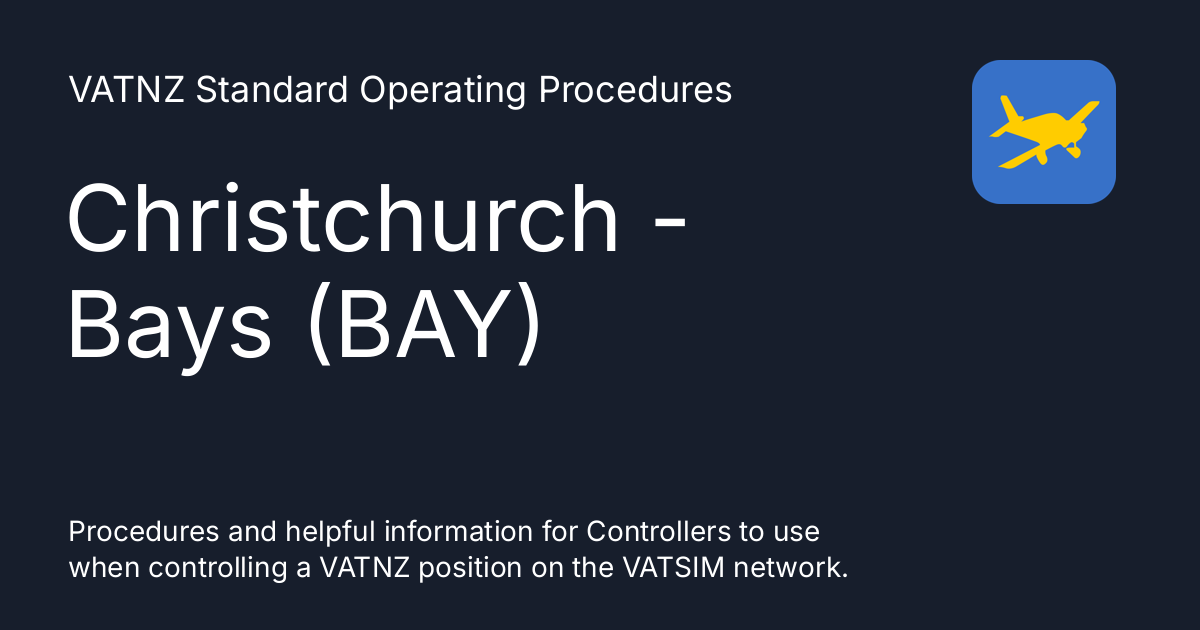 VATNZ Standard Operating Procedures
Christchurch -
Bays (BAY)
Procedures and helpful information for Controllers to use
when controlling a VATNZ position on the VATSIM network.